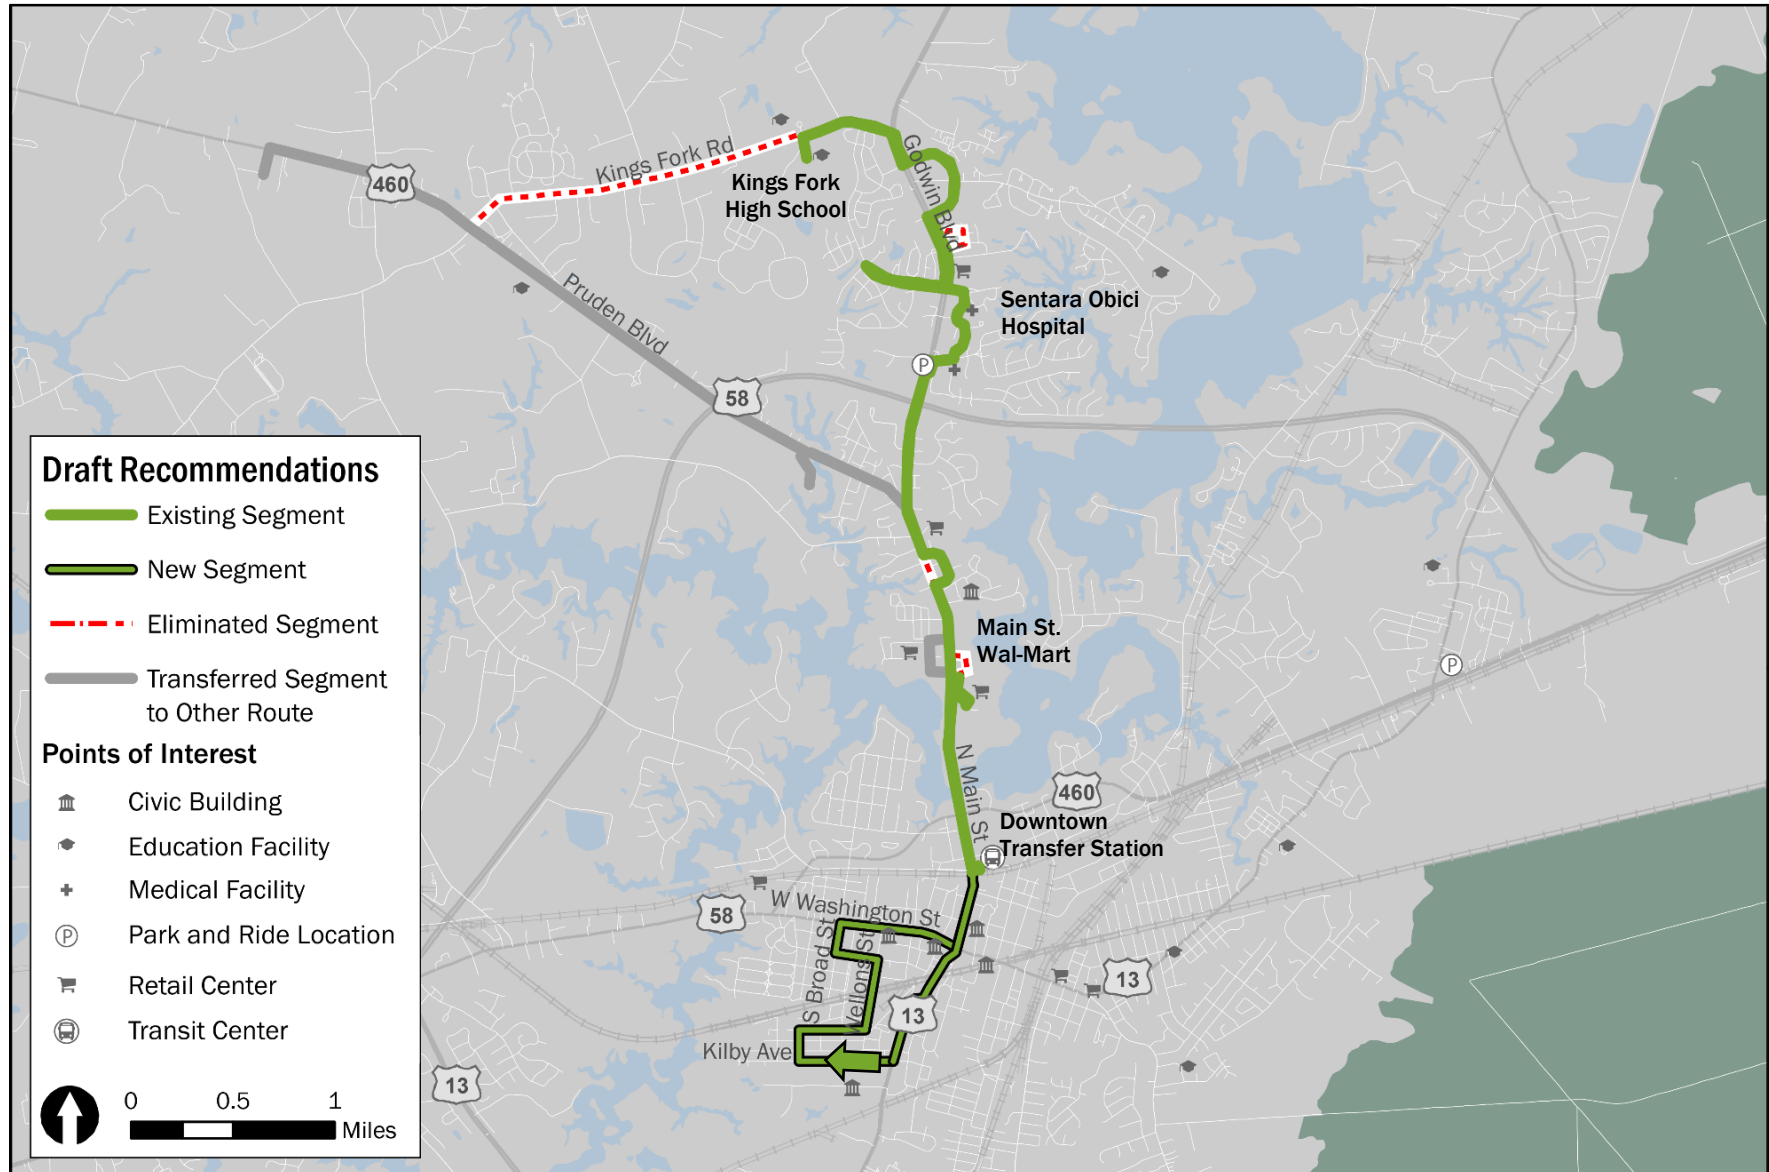 Kings Fork Rd
Godwin Blvd
460
Kings Fork
High School
Pruden Blvd
Sentara Obici
Hospital
P
58
Draft Recommendations
Existing Segment
New Segment
Eliminated Segment
Transferred Segment
to Other Route
Points of Interest
Civic Building
Education Facility
Medical Facility
P Park and Ride Location
Retail Center
Transit Center
0 0.5 1
Miles
Main St.
Wal-Mart
P
N Main St
460
Downtown
Transfer Station
W Washington St
58
S Broad St
Wellons St
13
13
Kilby Ave
13